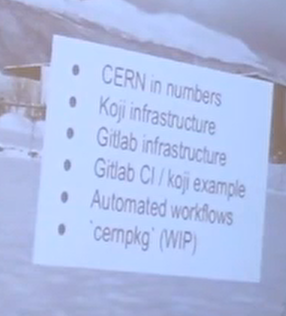 • CERN in numbers
• Koji infrastructure
• Gitlab infrastructure
• Gitlab CI / koji example
• Automated workflows
• `cernpkg` (WIP)